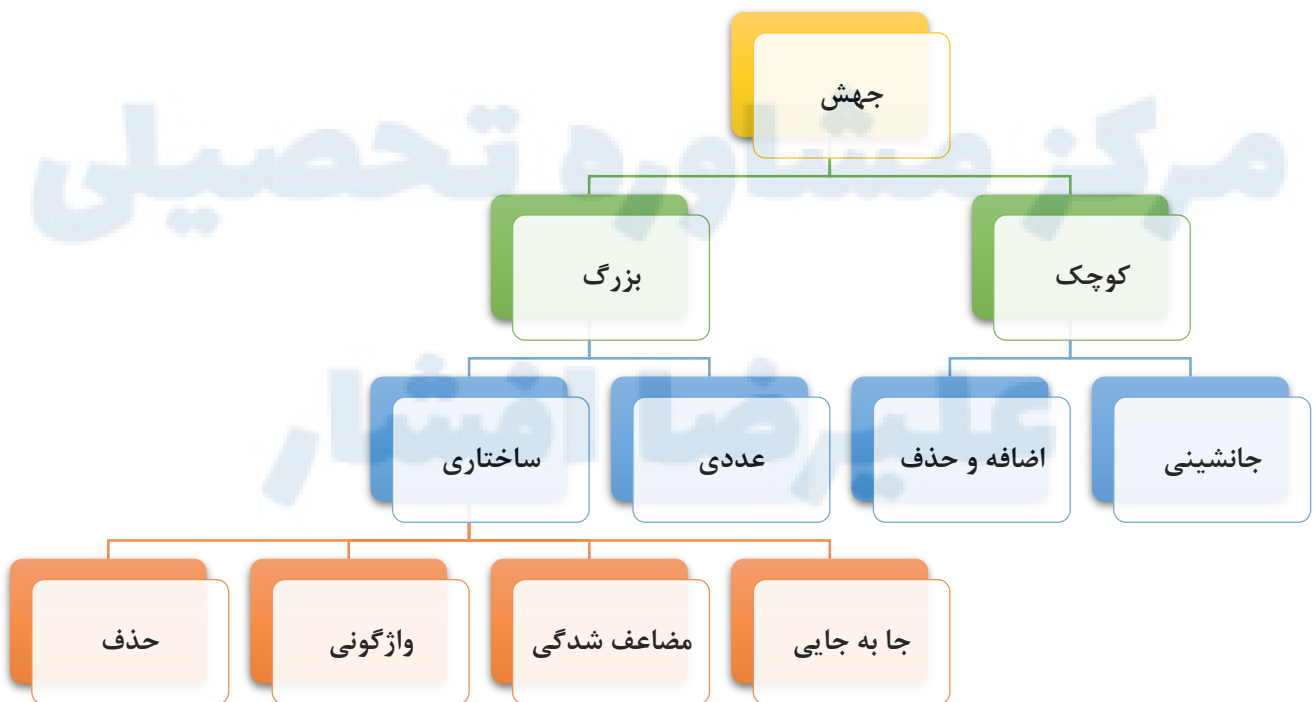 جهش
مرکز مشاوره تحصیلی
کوچک
بزرگ
علیرضا افشار
جانشینی
اضافه و حذف
عددی
ساختاری
جا به جایی
مضاعف شدگی
واژگونی
حذف